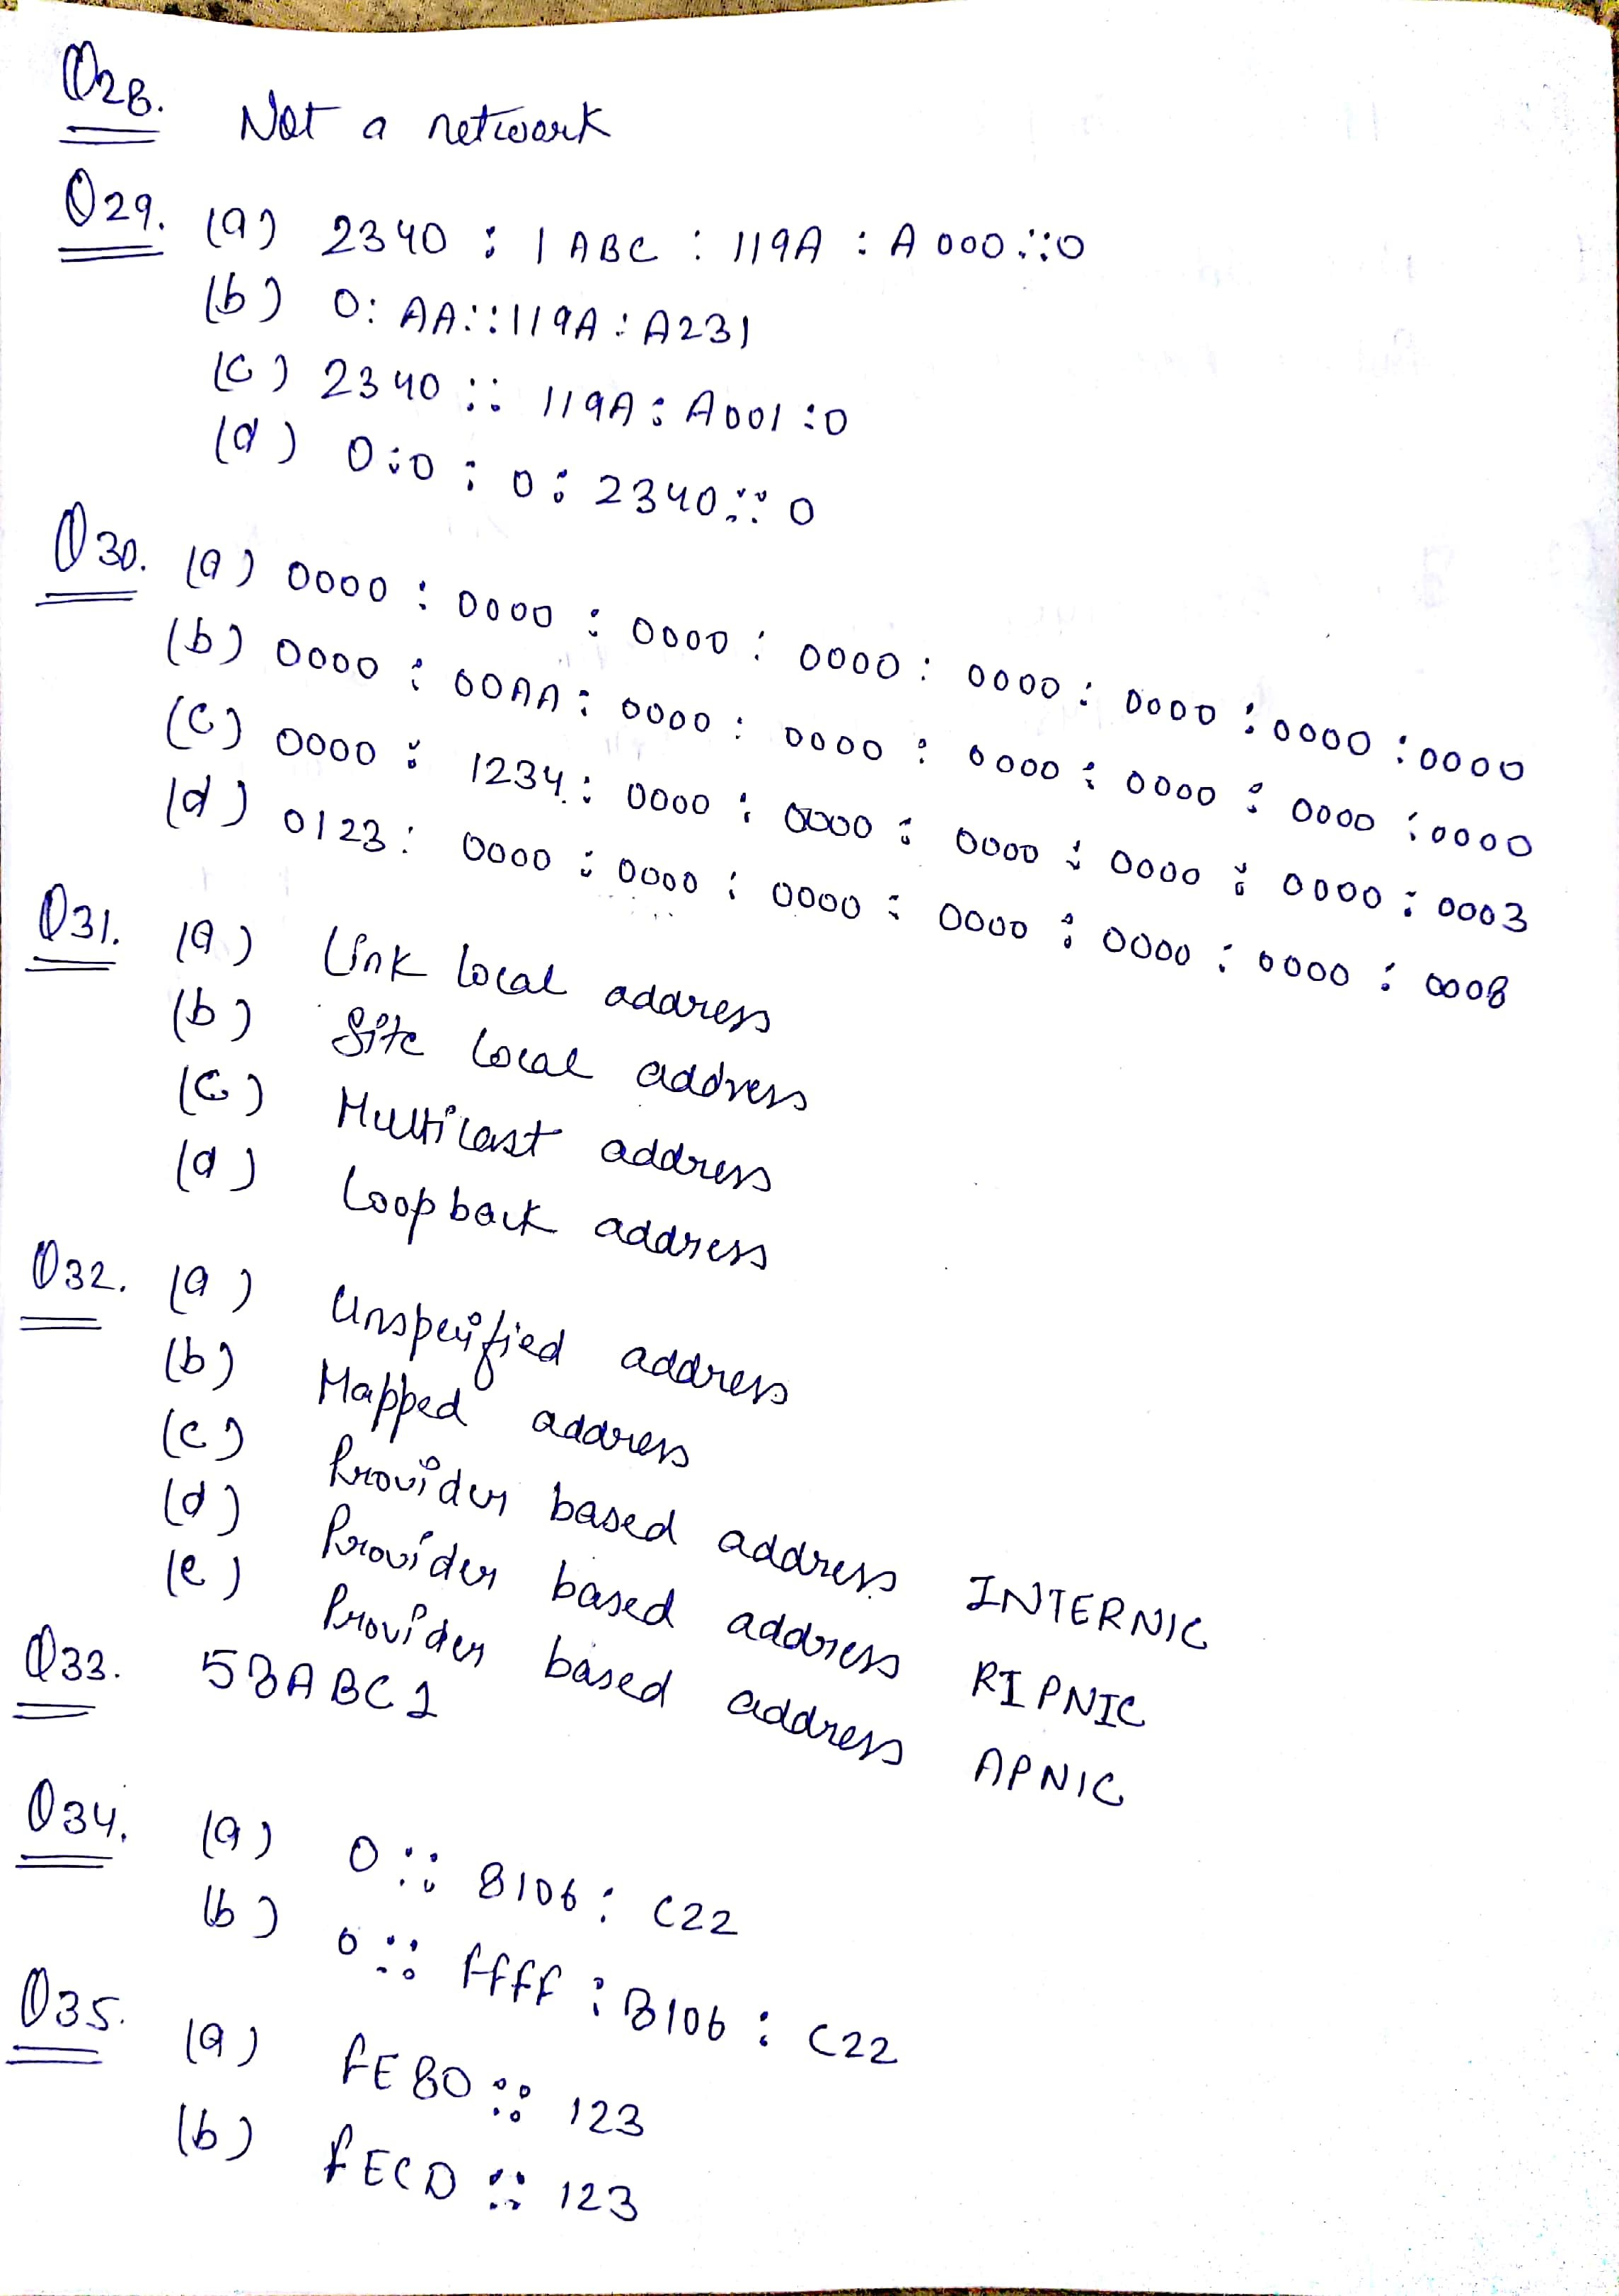 Q28. Not a network
Q29. (a) 2340 : 1ABC : 119A : A000::0
(b) 0: AA::119A:A231
(c) 2340 :: 119A : A001 :0
(d) 0:0 : 0: 2340:: 0
Q30. (a) 0000 : 0000 : 0000 : 0000 : 0000 : 0000 : 0000 : 0000
(b) 0000 : 00AA : 0000 : 0000 : 0000 : 0000 : 0000 : 0000
(c) 0000 : 1234 : 0000 : 0000 : 0000 : 0000 : 0000 : 0003
(d) 0123 : 0000 : 0000 : 0000 : 0000 : 0000 : 0000 : 0008
Q31. (a) Link local address
(b) Site local address
(c) Multicast address
(d) Loopback address
Q32. (a) Unspecified address
(b) Mapped address
(c) Provider based address INTERNIC
(d) Provider based address RIPNIC
(e) Provider based address APNIC
Q33. 5BABC1
Q34. (a) 0 :: 8106 : C22
(b) 0 :: FFFF : B106 : C22
Q35. (a) FE80 :: 123
(b) FECD :: 123